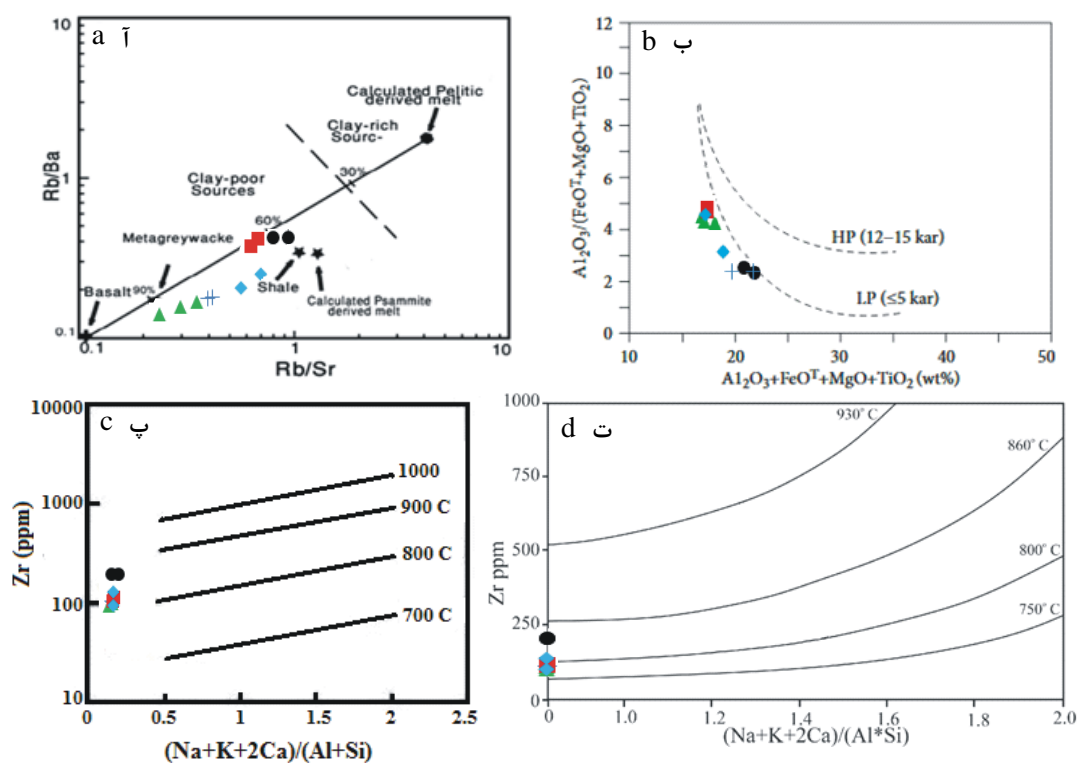 a آ
10
1
0.1
0.1
1
10
Rb/Ba
Rb/Sr
Calculated Pelitic
derived melt
Clay-rich
Sourc-
30%
Clay-poor
Sources
60%
Metagreywacke
Basalt
90%
Shale
Calculated Psammite
derived melt
b ب
12
10
8
6
4
2
0
10
20
30
40
50
Al₂O₃/(FeOᵀ+MgO+TiO₂)
HP (12–15 kar)
LP (≤5 kar)
Al₂O₃+FeOᵀ+MgO+TiO₂ (wt%)
c پ
10000
1000
100
10
0
0.5
1
1.5
2
2.5
Zr (ppm)
1000
900 C
800 C
700 C
(Na+K+2Ca)/(Al+Si)
d ت
1000
750
500
250
0
0
1.0
1.2
1.4
1.6
1.8
2.0
Zr ppm
930° C
860° C
800° C
750° C
(Na+K+2Ca)/(Al*Si)